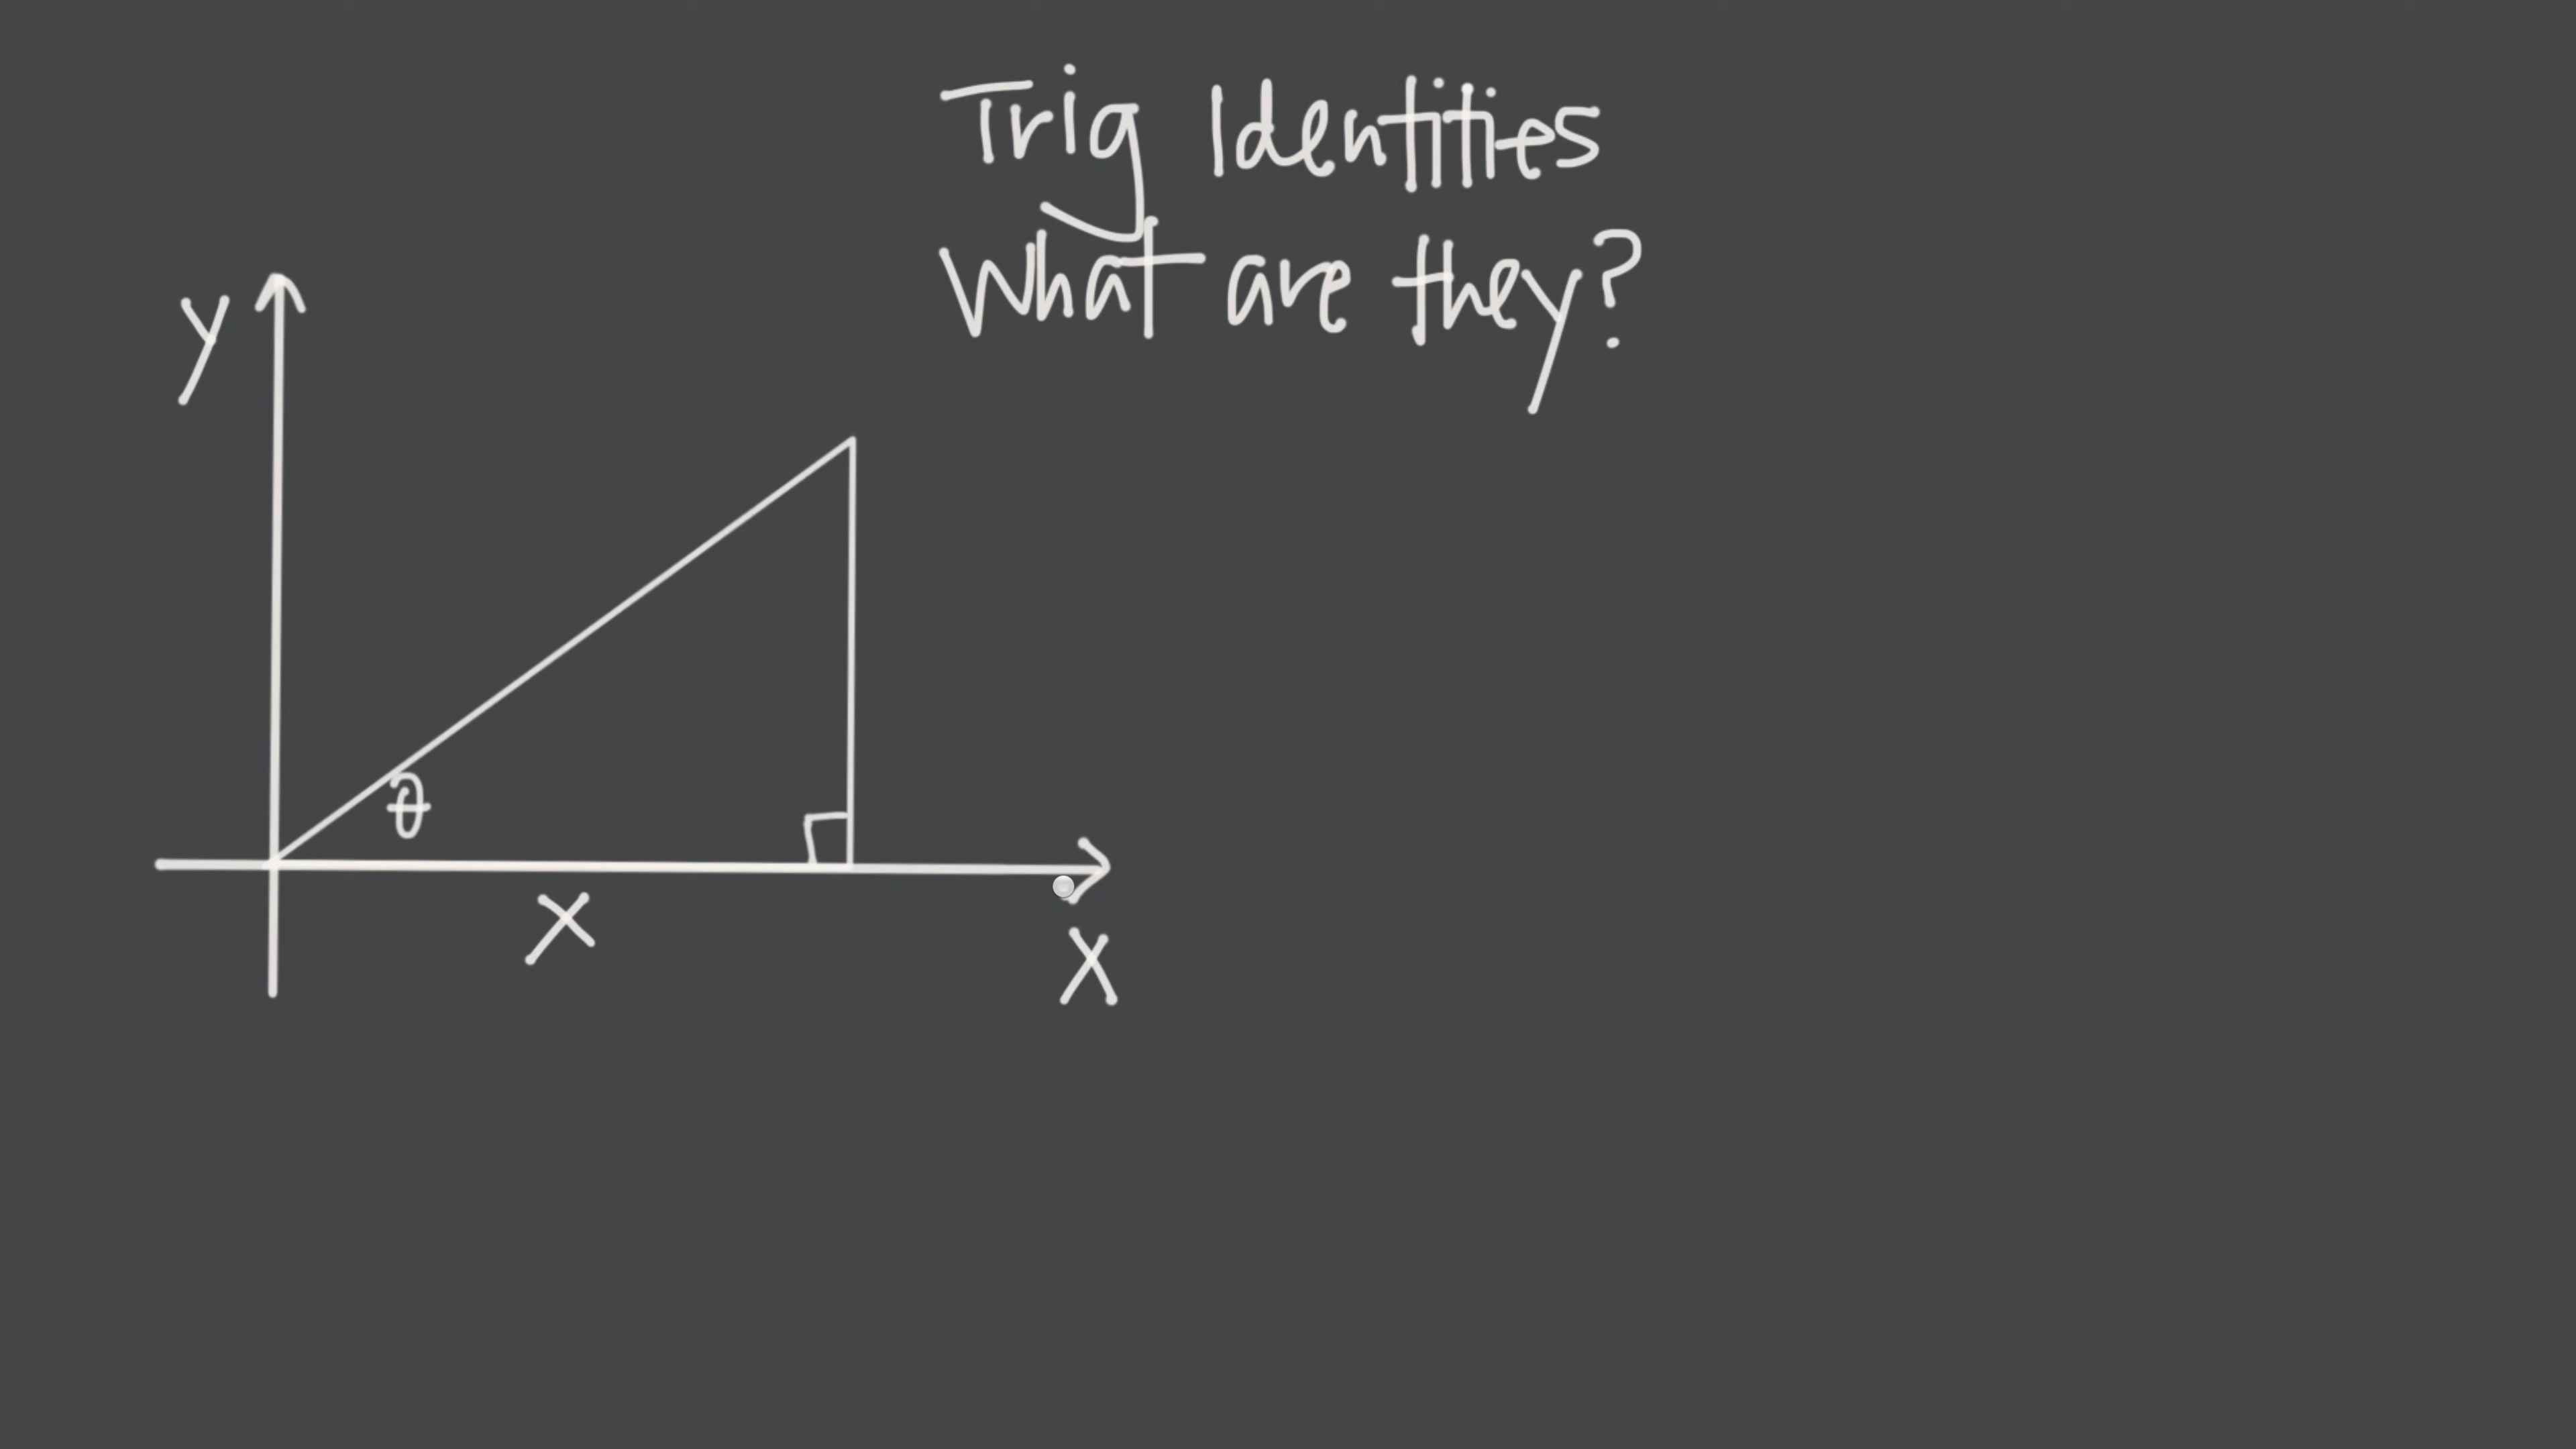 Trig Identities
What are they?
y
θ
x
x